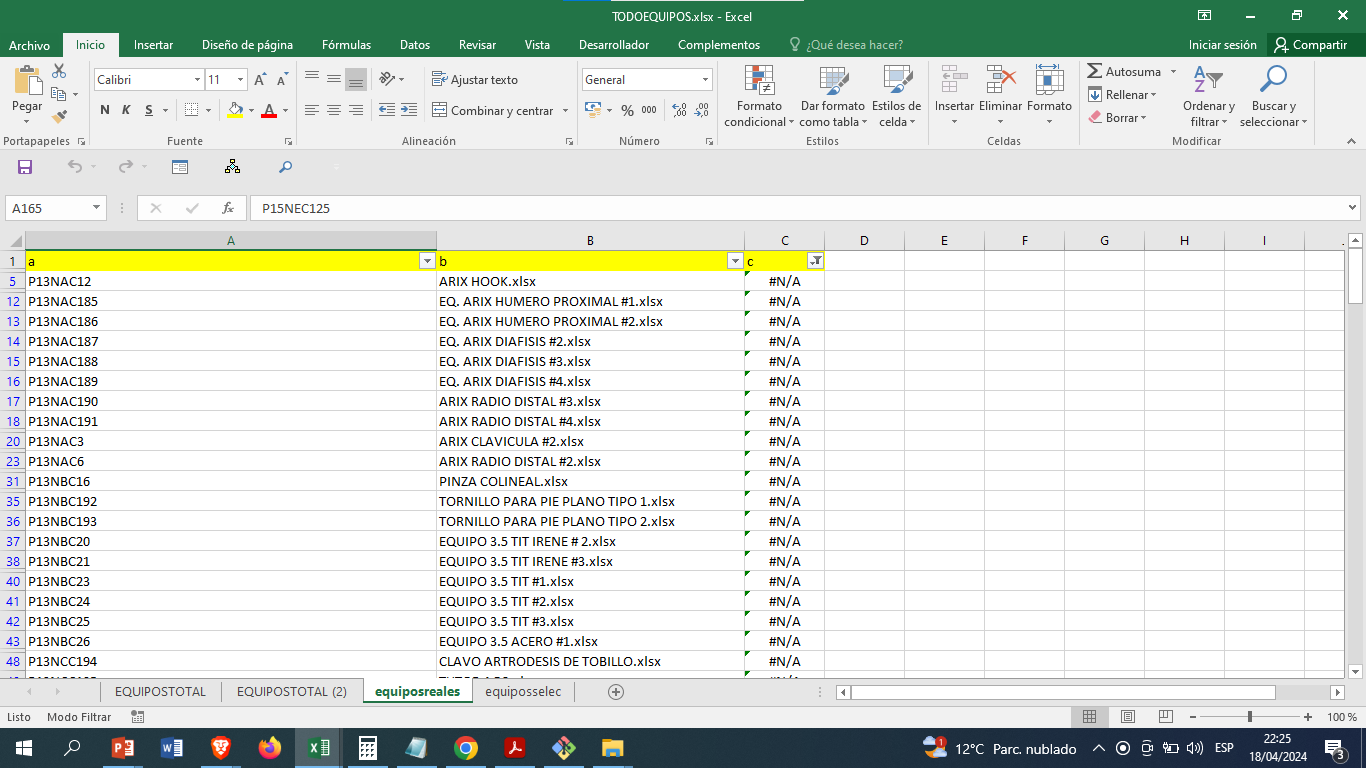 TODOEQUIPOS.xlsx - Excel
Archivo Inicio Insertar Diseño de página Fórmulas Datos Revisar Vista Desarrollador Complementos ¿Qué desea hacer? Iniciar sesión Compartir
Calibri 11 Ajustar texto General Autosuma
Pegar N K S Combinar y centrar % 000 Formato condicional Dar formato como tabla Estilos de celda Insertar Eliminar Formato Rellenar Ordenar y filtrar Buscar y seleccionar
Borrar
Portapapeles Fuente Alineación Número Estilos Celdas Modificar
A165 fx P15NEC125
A B C D E F G H I
1 a b c
5 P13NAC12 ARIX HOOK.xlsx #N/A
12 P13NAC185 EQ. ARIX HUMERO PROXIMAL #1.xlsx #N/A
13 P13NAC186 EQ. ARIX HUMERO PROXIMAL #2.xlsx #N/A
14 P13NAC187 EQ. ARIX DIAFISIS #2.xlsx #N/A
15 P13NAC188 EQ. ARIX DIAFISIS #3.xlsx #N/A
16 P13NAC189 EQ. ARIX DIAFISIS #4.xlsx #N/A
17 P13NAC190 ARIX RADIO DISTAL #3.xlsx #N/A
18 P13NAC191 ARIX RADIO DISTAL #4.xlsx #N/A
20 P13NAC3 ARIX CLAVICULA #2.xlsx #N/A
23 P13NAC6 ARIX RADIO DISTAL #2.xlsx #N/A
31 P13NBC16 PINZA COLINEAL.xlsx #N/A
35 P13NBC192 TORNILLO PARA PIE PLANO TIPO 1.xlsx #N/A
36 P13NBC193 TORNILLO PARA PIE PLANO TIPO 2.xlsx #N/A
37 P13NBC20 EQUIPO 3.5 TIT IRENE # 2.xlsx #N/A
38 P13NBC21 EQUIPO 3.5 TIT IRENE #3.xlsx #N/A
40 P13NBC23 EQUIPO 3.5 TIT #1.xlsx #N/A
41 P13NBC24 EQUIPO 3.5 TIT #2.xlsx #N/A
42 P13NBC25 EQUIPO 3.5 TIT #3.xlsx #N/A
43 P13NBC26 EQUIPO 3.5 ACERO #1.xlsx #N/A
48 P13NCC194 CLAVO ARTRODESIS DE TOBILLO.xlsx #N/A
EQUIPOSTOTAL EQUIPOSTOTAL (2) equiposreales equiposselec
Listo Modo Filtrar 100 %
12°C Parc. nublado ESP 22:25
18/04/2024 3